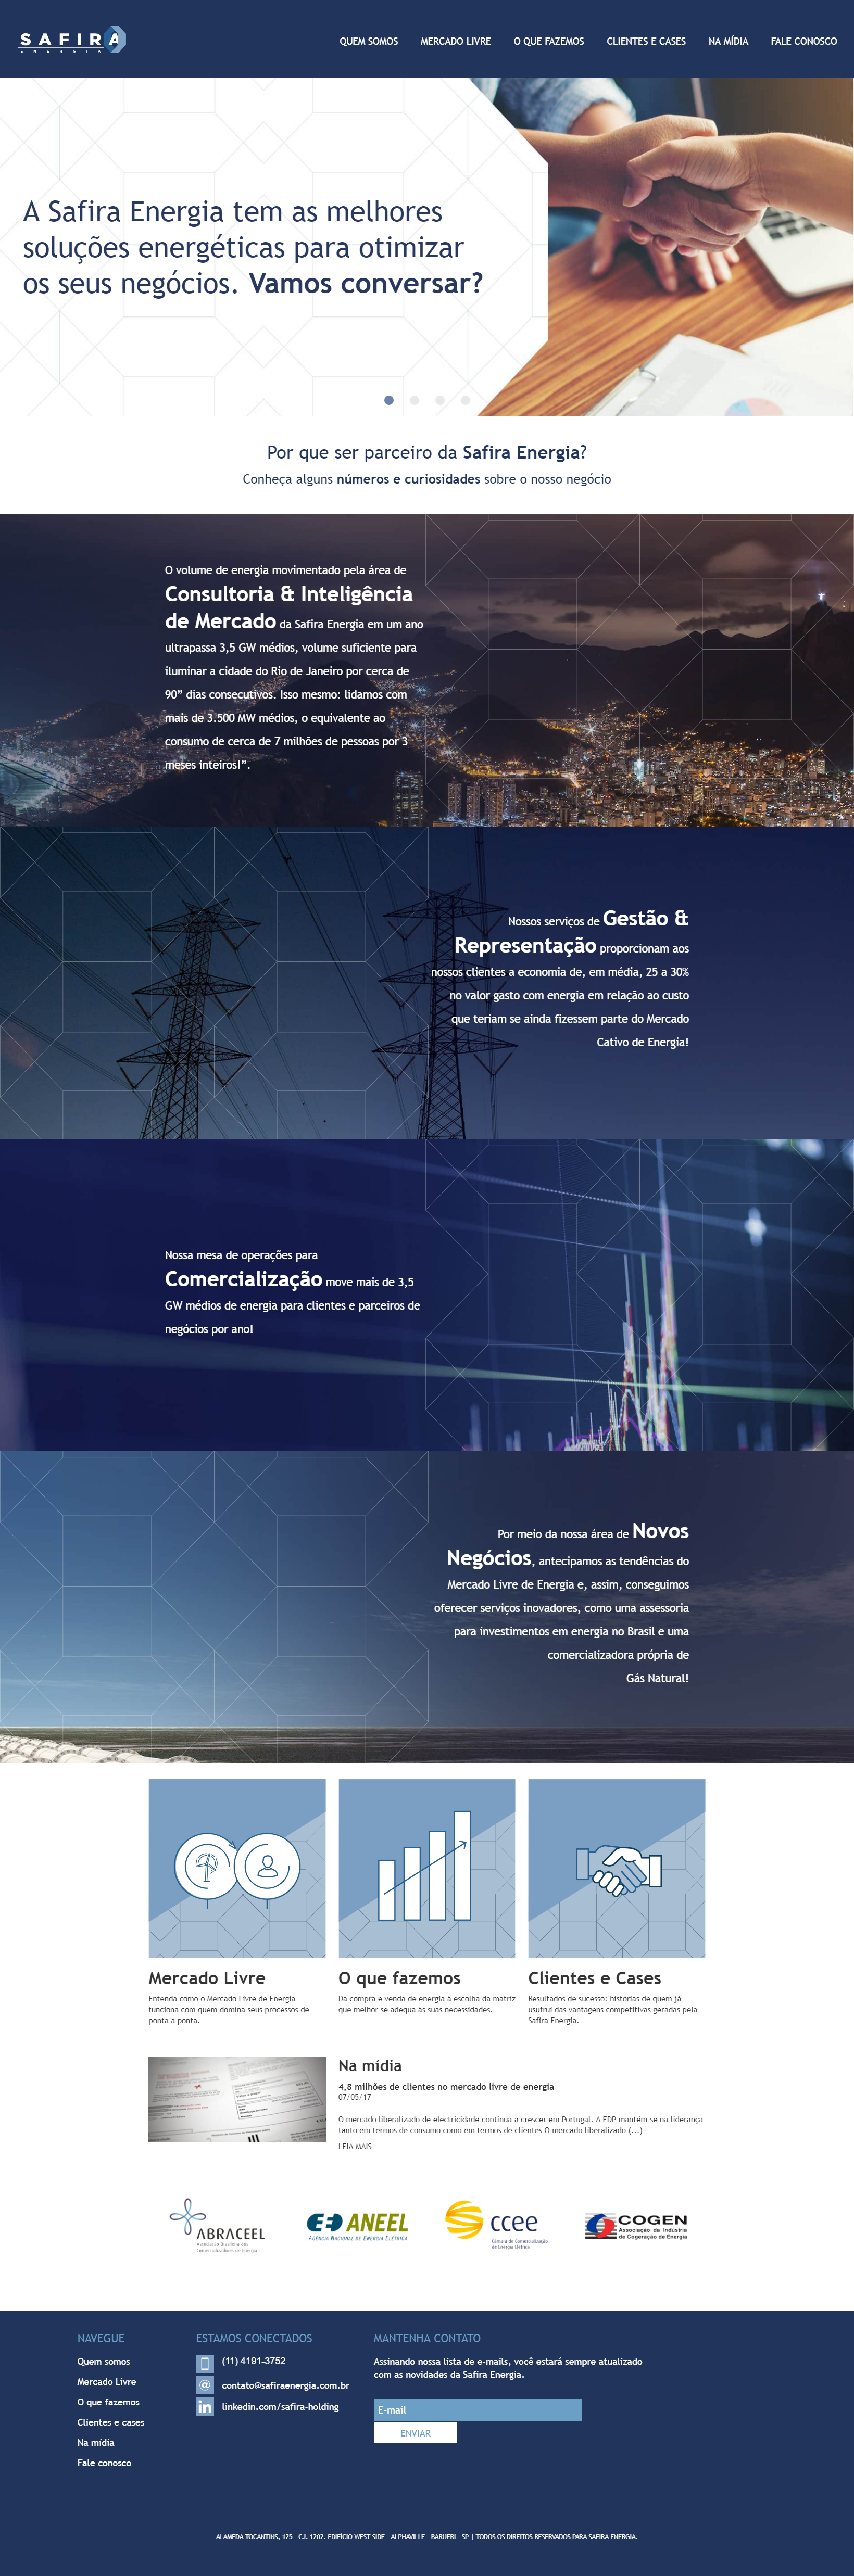 SAFIRA
ENERGIA
QUEM SOMOS MERCADO LIVRE O QUE FAZEMOS CLIENTES E CASES NA MÍDIA FALE CONOSCO
A Safira Energia tem as melhores
soluções energéticas para otimizar
os seus negócios. Vamos conversar?
Por que ser parceiro da Safira Energia?
Conheça alguns números e curiosidades sobre o nosso negócio
O volume de energia movimentado pela área de
Consultoria & Inteligência
de Mercado da Safira Energia em um ano
ultrapassa 3,5 GW médios, volume suficiente para
iluminar a cidade do Rio de Janeiro por cerca de
90” dias consecutivos. Isso mesmo: lidamos com
mais de 3.500 MW médios, o equivalente ao
consumo de cerca de 7 milhões de pessoas por 3
meses inteiros!”.
Nossos serviços de Gestão &
Representação proporcionam aos
nossos clientes a economia de, em média, 25 a 30%
no valor gasto com energia em relação ao custo
que teriam se ainda fizessem parte do Mercado
Cativo de Energia!
Nossa mesa de operações para
Comercialização move mais de 3,5
GW médios de energia para clientes e parceiros de
negócios por ano!
Por meio da nossa área de Novos
Negócios, antecipamos as tendências do
Mercado Livre de Energia e, assim, conseguimos
oferecer serviços inovadores, como uma assessoria
para investimentos em energia no Brasil e uma
comercializadora própria de
Gás Natural!
Mercado Livre
Entenda como o Mercado Livre de Energia
funciona com quem domina seus processos de
ponta a ponta.
O que fazemos
Da compra e venda de energia à escolha da matriz
que melhor se adequa às suas necessidades.
Clientes e Cases
Resultados de sucesso: histórias de quem já
usufrui das vantagens competitivas geradas pela
Safira Energia.
Na mídia
4,8 milhões de clientes no mercado livre de energia
07/05/17
O mercado liberalizado de electricidade continua a crescer em Portugal. A EDP mantém-se na liderança
tanto em termos de consumo como em termos de clientes O mercado liberalizado (...)
LEIA MAIS
ABRACEEL
Associação Brasileira dos
Comercializadores de Energia
ANEEL
AGÊNCIA NACIONAL DE ENERGIA ELÉTRICA
ccee
Câmara de Comercialização
de Energia Elétrica
COGEN
Associação da Indústria
de Cogeração de Energia
NAVEGUE
Quem somos
Mercado Livre
O que fazemos
Clientes e cases
Na mídia
Fale conosco
ESTAMOS CONECTADOS
(11) 4191-3752
@ contato@safiraenergia.com.br
in linkedin.com/safira-holding
MANTENHA CONTATO
Assinando nossa lista de e-mails, você estará sempre atualizado
com as novidades da Safira Energia.
E-mail
ENVIAR
ALAMEDA TOCANTINS, 125 - CJ. 1202. EDIFÍCIO WEST SIDE - ALPHAVILLE - BARUERI - SP | TODOS OS DIREITOS RESERVADOS PARA SAFIRA ENERGIA.